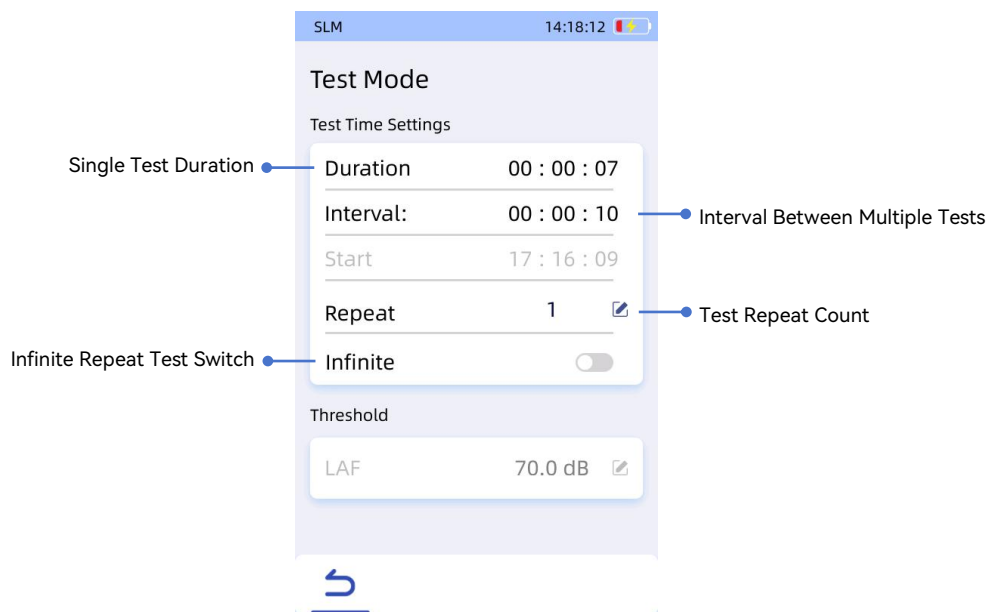 SLM 14:18:12
Test Mode
Test Time Settings
Single Test Duration
Duration 00 : 00 : 07
Interval: 00 : 00 : 10
Interval Between Multiple Tests
Start 17 : 16 : 09
Repeat 1
Test Repeat Count
Infinite Repeat Test Switch
Infinite
Threshold
LAF 70.0 dB